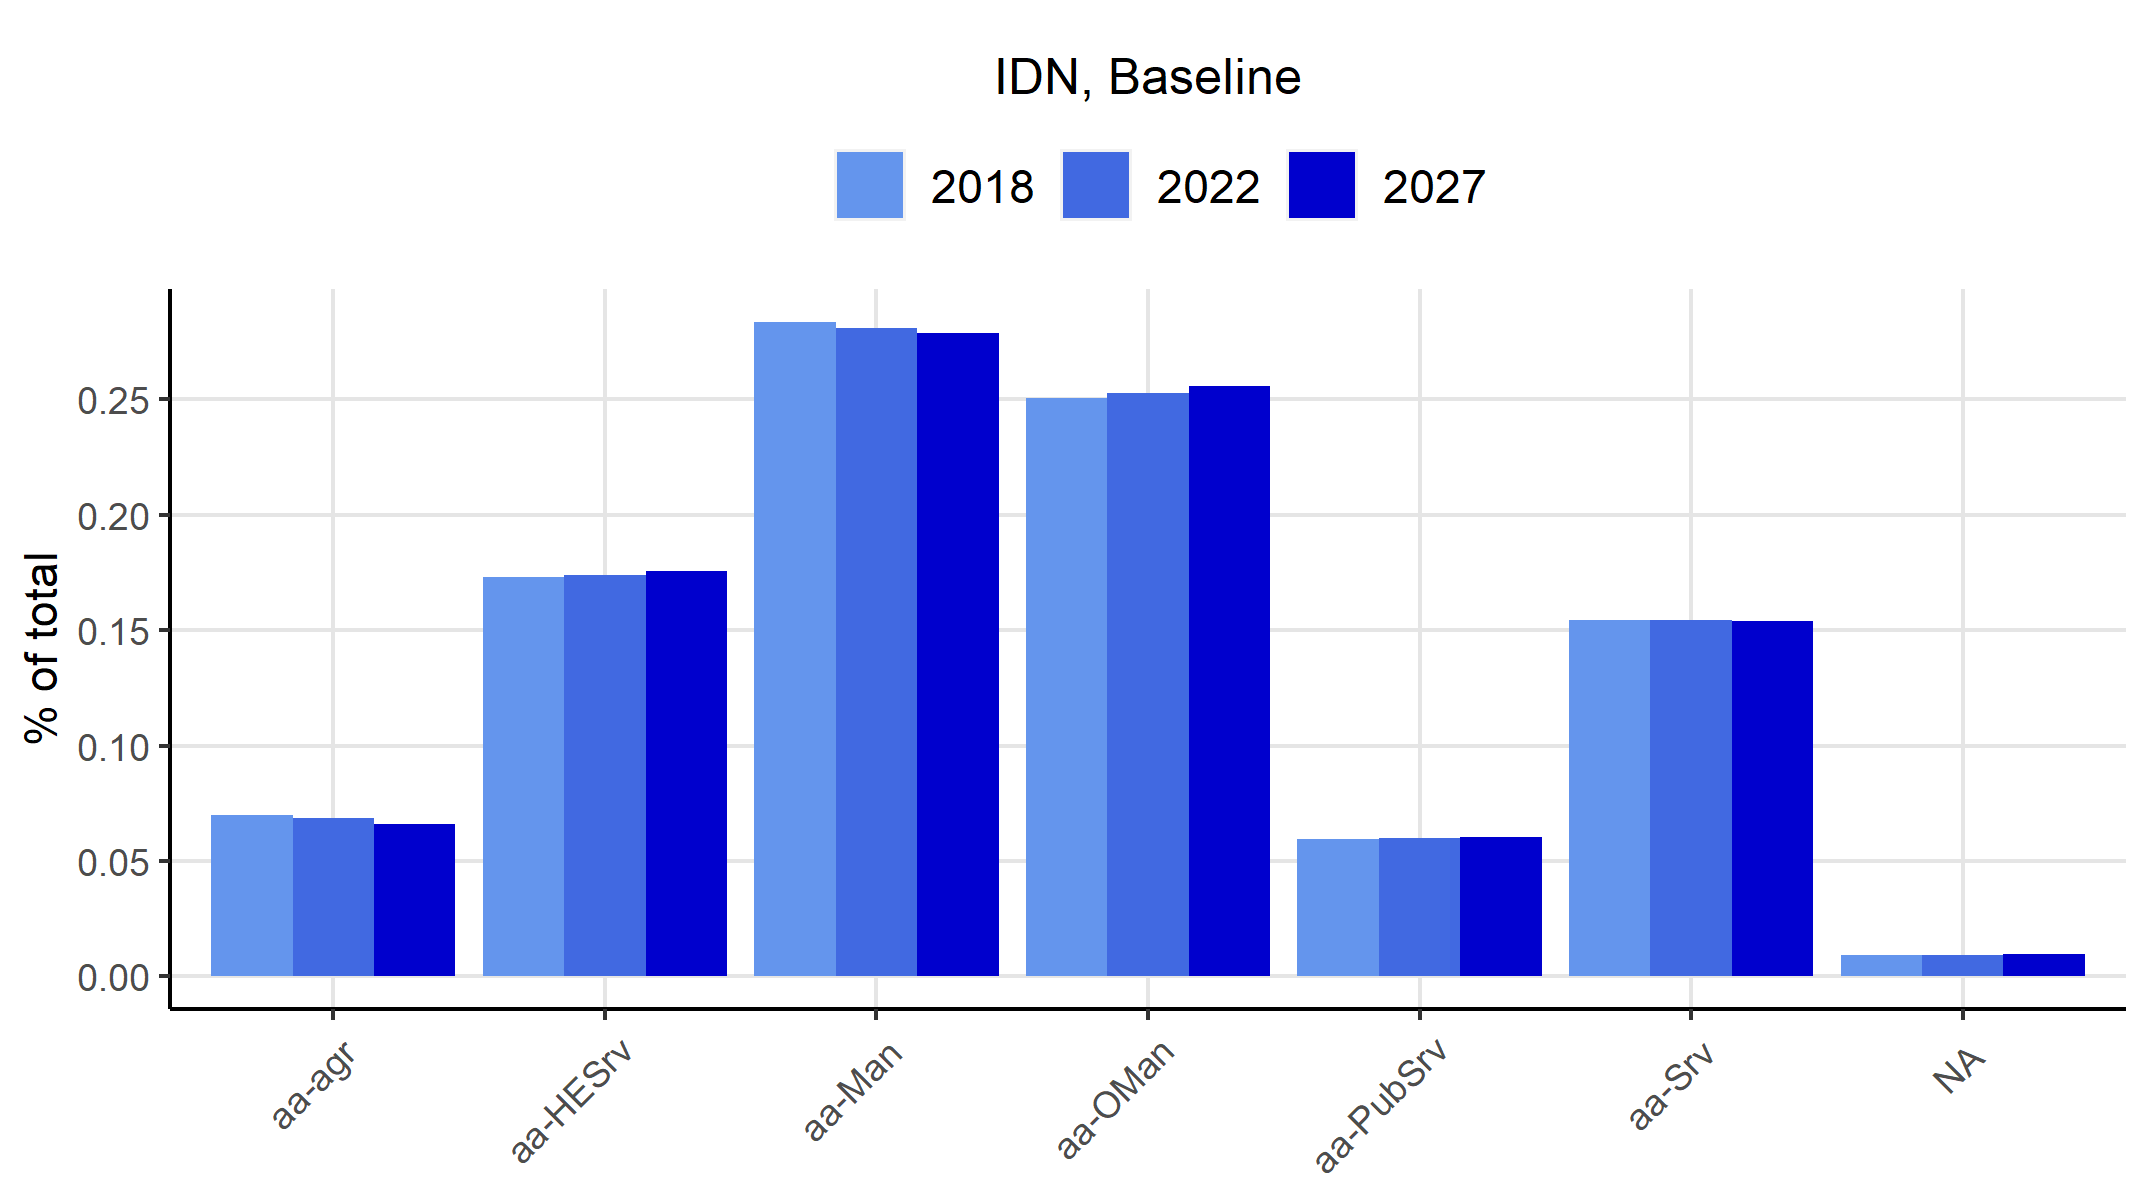 IDN, Baseline
2018 2022 2027
% of total
0.25
0.20
0.15
0.10
0.05
0.00
aa-agr aa-HESrv aa-Man aa-OMan aa-PubSrv aa-Srv NA